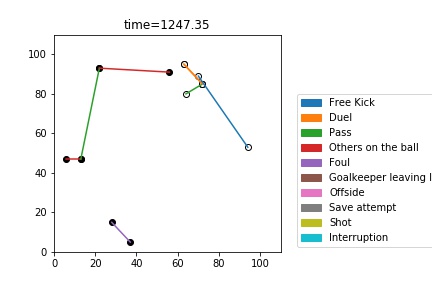 time=1247.35
100
80
60
40
20
0
0 20 40 60 80 100
Free Kick
Duel
Pass
Others on the ball
Foul
Goalkeeper leaving l
Offside
Save attempt
Shot
Interruption